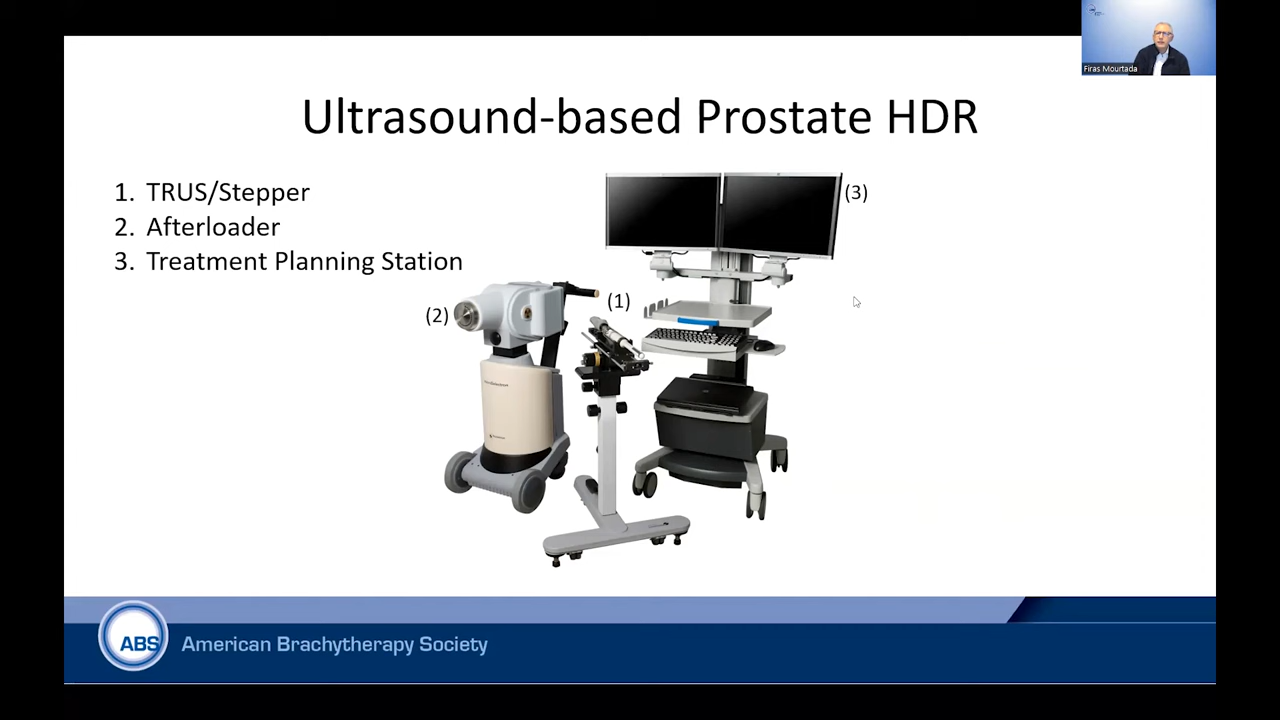 Firas Mourtada
Ultrasound-based Prostate HDR
1. TRUS/Stepper
2. Afterloader
3. Treatment Planning Station
(3)
(1)
(2)
ABS
American Brachytherapy Society